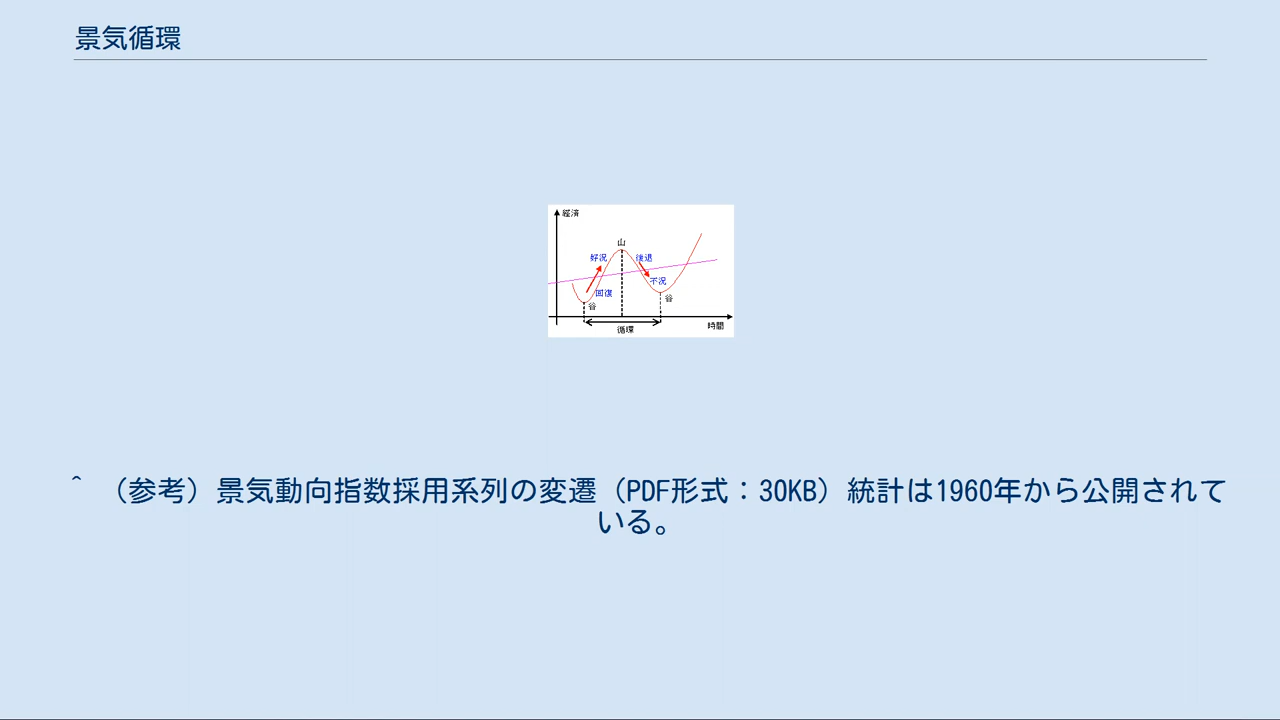 景気循環
経済
山
好況
後退
不況
回復
谷
谷
循環
時間
^ （参考）景気動向指数採用系列の変遷（PDF形式：30KB）統計は1960年から公開されて
いる。